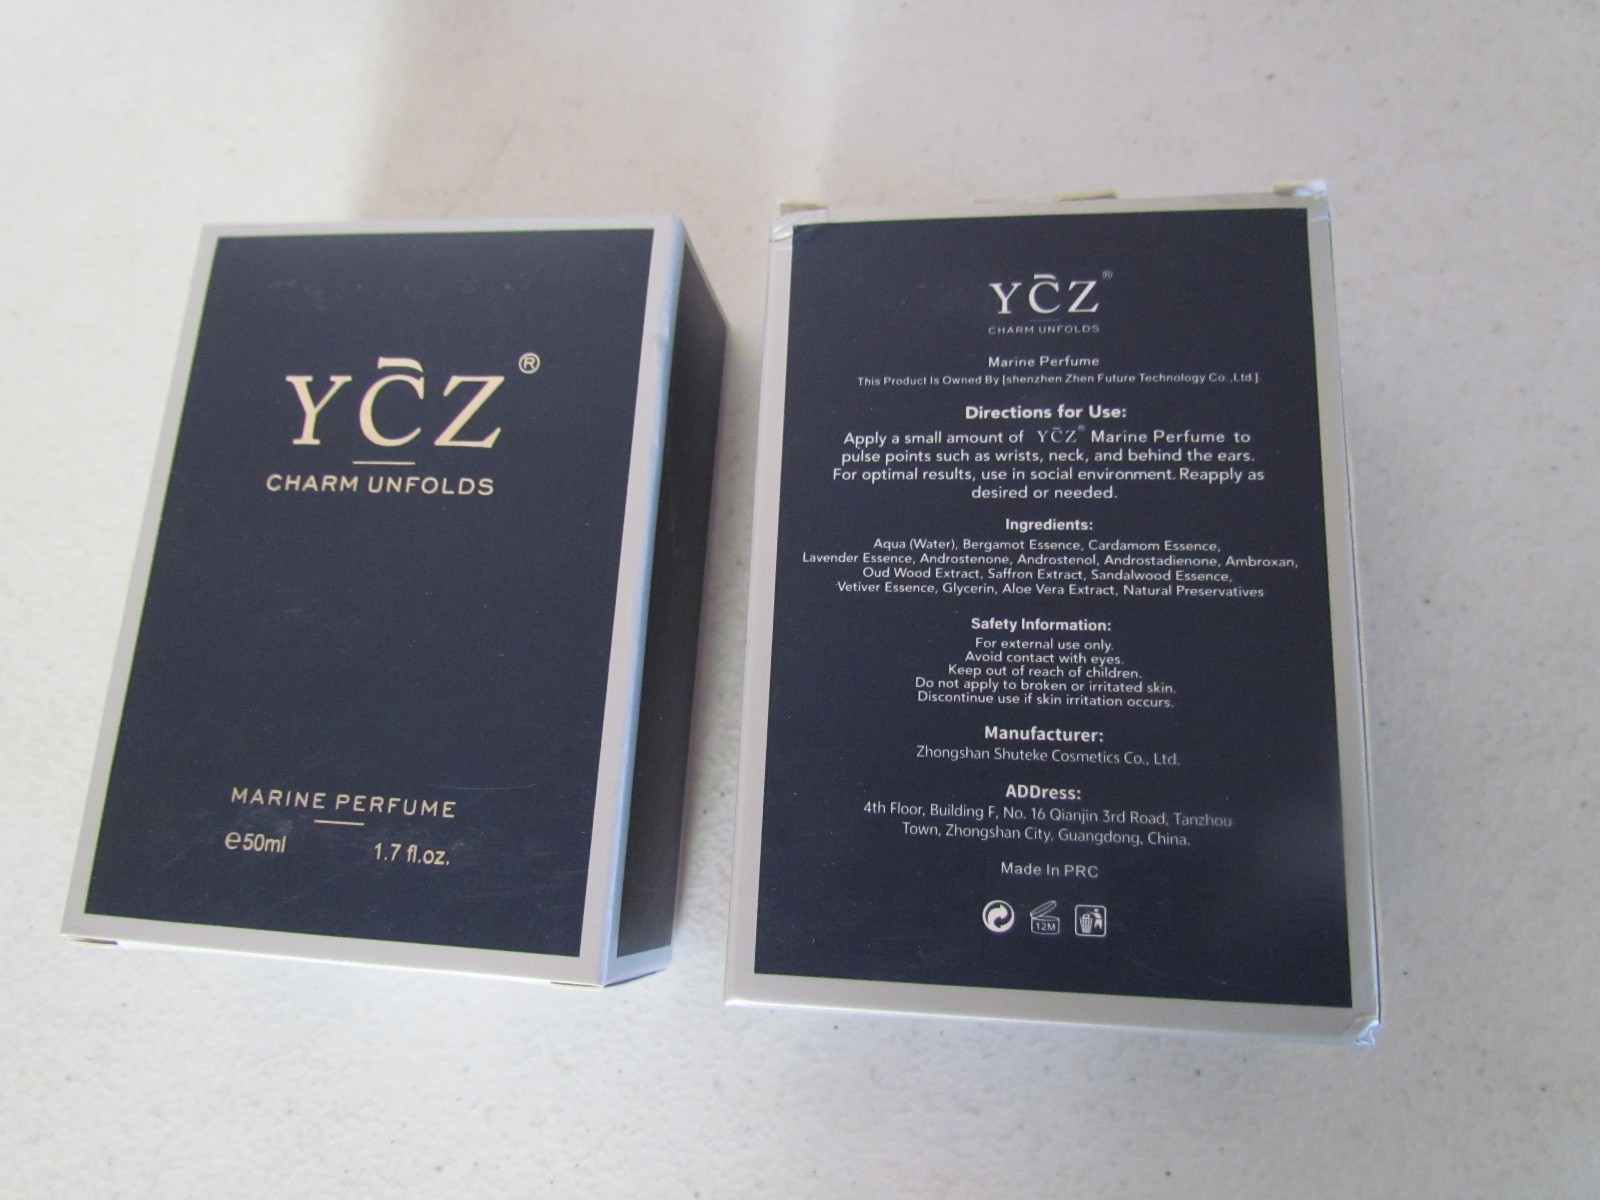 YC̄Z®
CHARM UNFOLDS
MARINE PERFUME
℮50ml 1.7 fl.oz.
YC̄Z®
CHARM UNFOLDS
Marine Perfume
This Product Is Owned By [shenzhen Zhen Future Technology Co.,Ltd.].
Directions for Use:
Apply a small amount of YC̄Z® Marine Perfume to
pulse points such as wrists, neck, and behind the ears.
For optimal results, use in social environment. Reapply as
desired or needed.
Ingredients:
Aqua (Water), Bergamot Essence, Cardamom Essence,
Lavender Essence, Androstenone, Androstenol, Androstadienone, Ambroxan,
Oud Wood Extract, Saffron Extract, Sandalwood Essence,
Vetiver Essence, Glycerin, Aloe Vera Extract, Natural Preservatives
Safety Information:
For external use only.
Avoid contact with eyes.
Keep out of reach of children.
Do not apply to broken or irritated skin.
Discontinue use if skin irritation occurs.
Manufacturer:
Zhongshan Shuteke Cosmetics Co., Ltd.
ADDress:
4th Floor, Building F, No. 16 Qianjin 3rd Road, Tanzhou
Town, Zhongshan City, Guangdong, China.
Made In PRC
12M